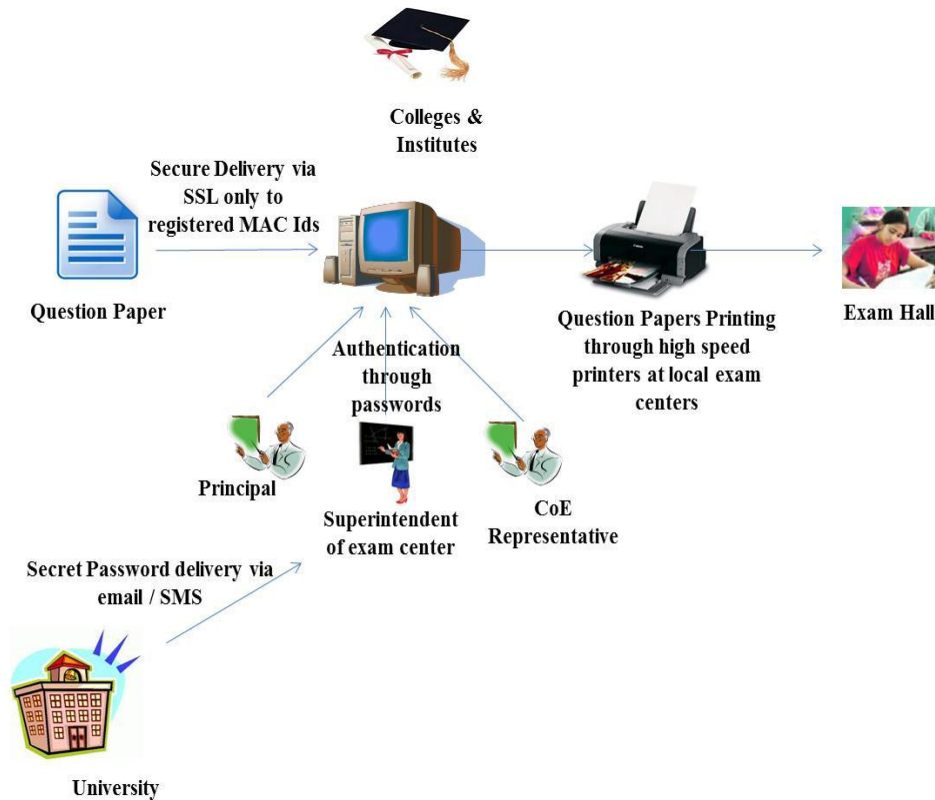 Colleges &
Institutes
Secure Delivery via
SSL only to
registered MAC Ids
Question Paper
Authentication
through
passwords
Question Papers Printing
through high speed
printers at local exam
centers
Exam Hall
Principal
Superintendent
of exam center
CoE
Representative
Secret Password delivery via
email / SMS
University